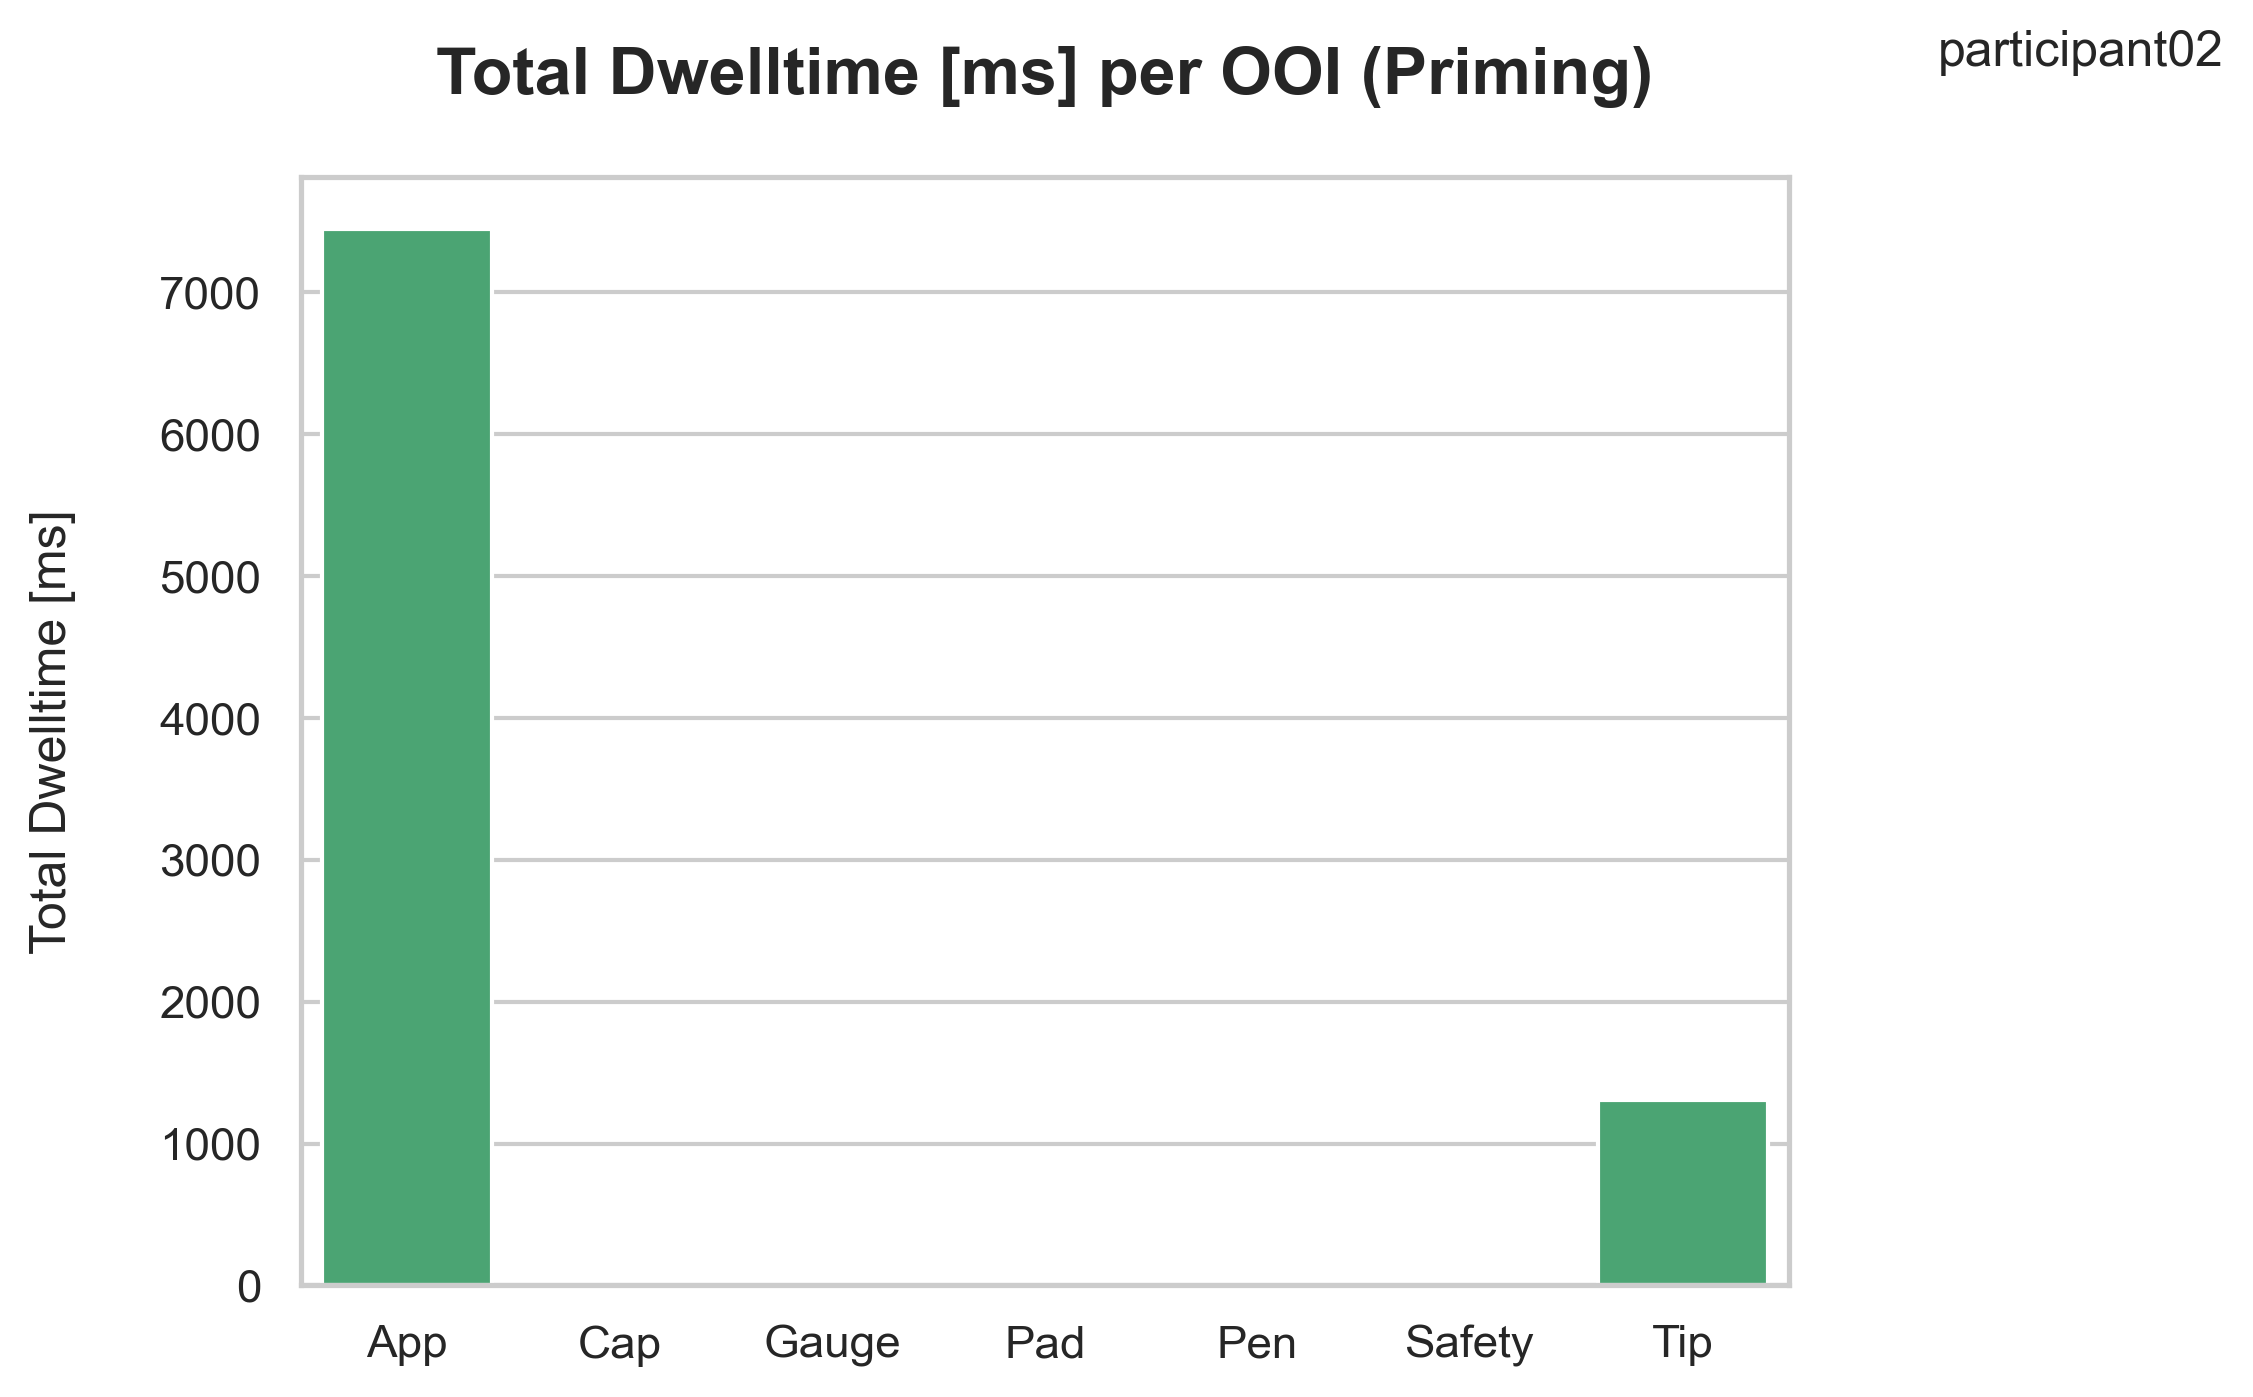 Total Dwelltime [ms] per OOI (Priming)
participant02
Total Dwelltime [ms]
7000
6000
5000
4000
3000
2000
1000
0
App Cap Gauge Pad Pen Safety Tip